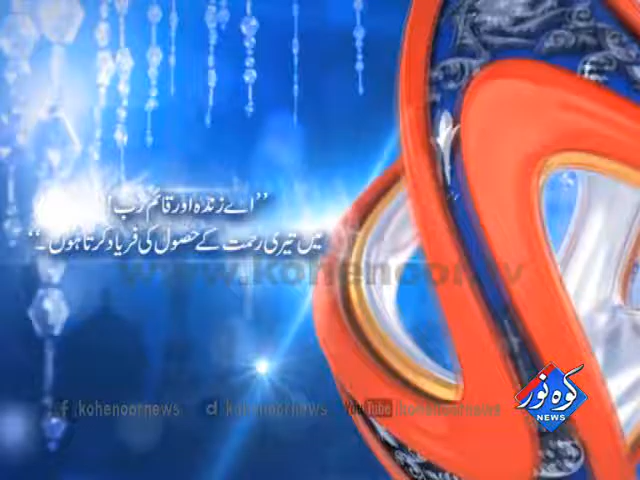 ’’اے زندہ اور قائم رَب!
میں تیری رحمت کے حصول کی فریاد کرتا ہوں۔‘‘
www.kohenoor.tv
کوہ نور
NEWS
f /kohenoornews d /kohenoornews YouTube /kohenoornews